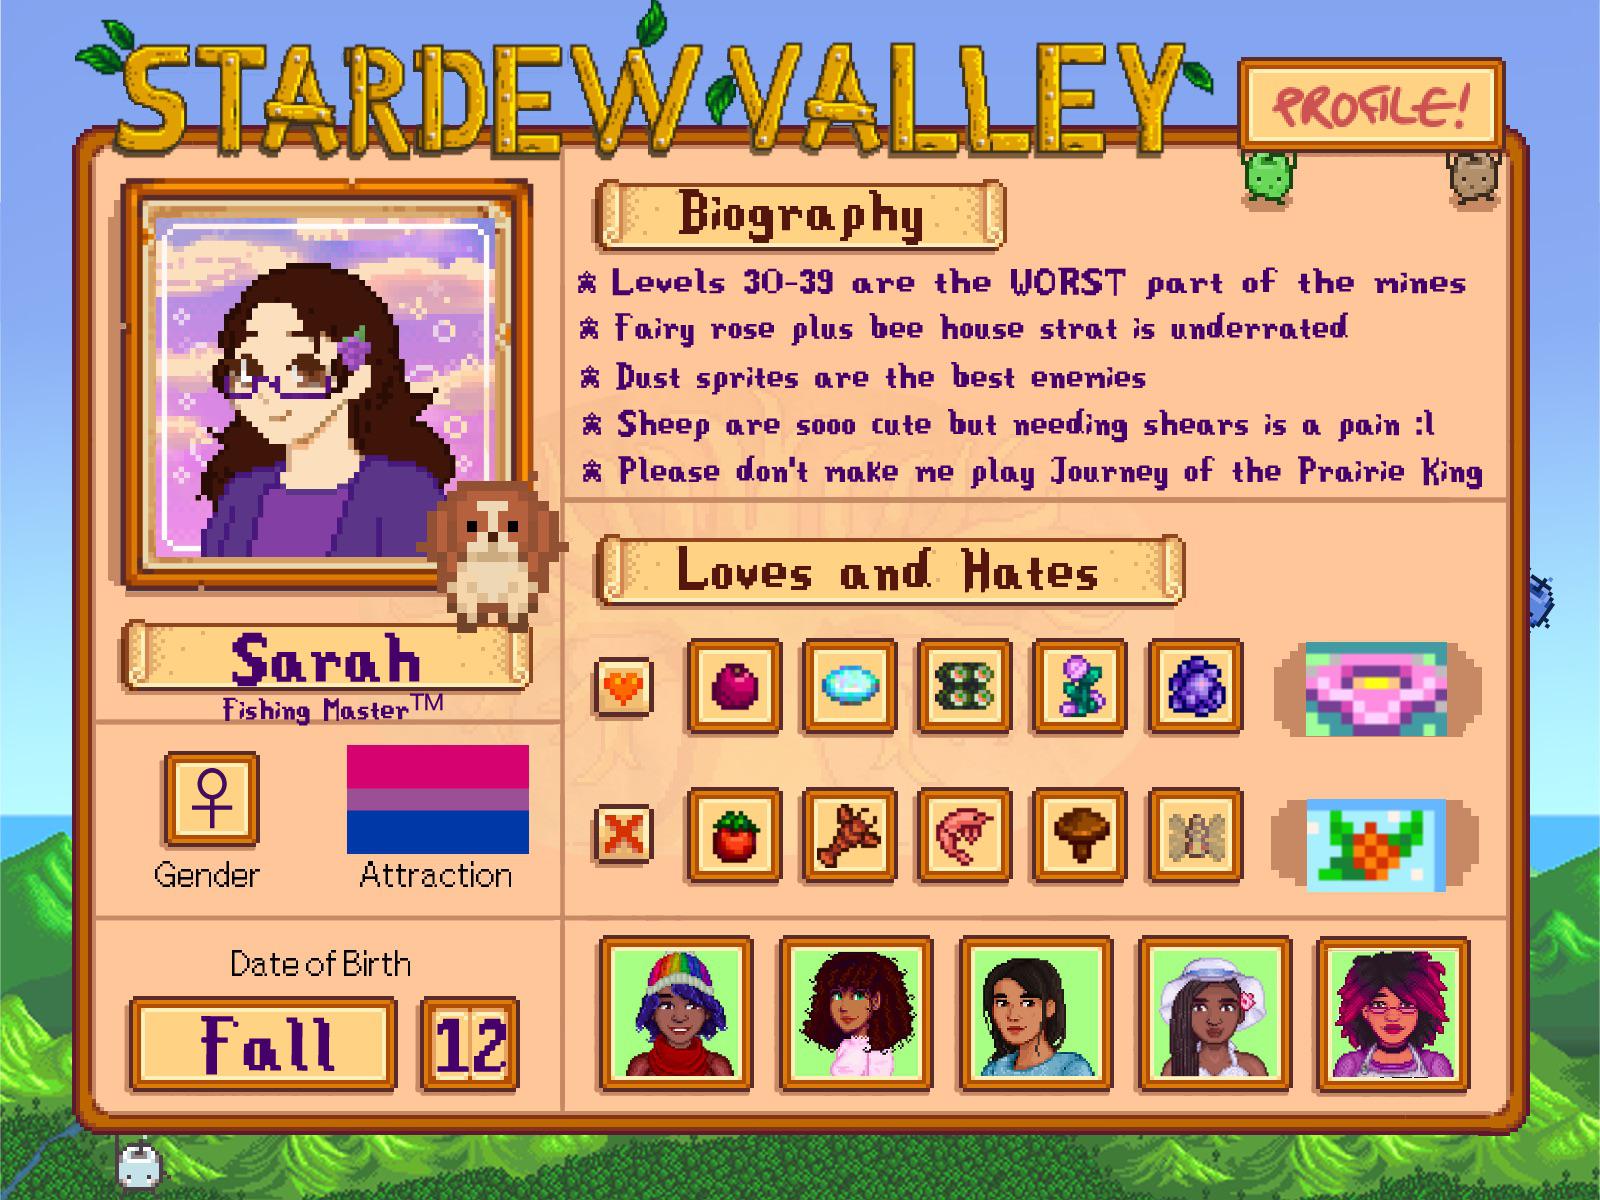 STARDEW VALLEY
PROFILE!
Biography
Levels 30-39 are the WORST part of the mines
Fairy rose plus bee house strat is underrated
Dust sprites are the best enemies
Sheep are sooo cute but needing shears is a pain :l
Please don't make me play Journey of the Prairie King
Loves and Hates
Sarah
Fishing Master™
Gender
Attraction
Date of Birth
Fall 12